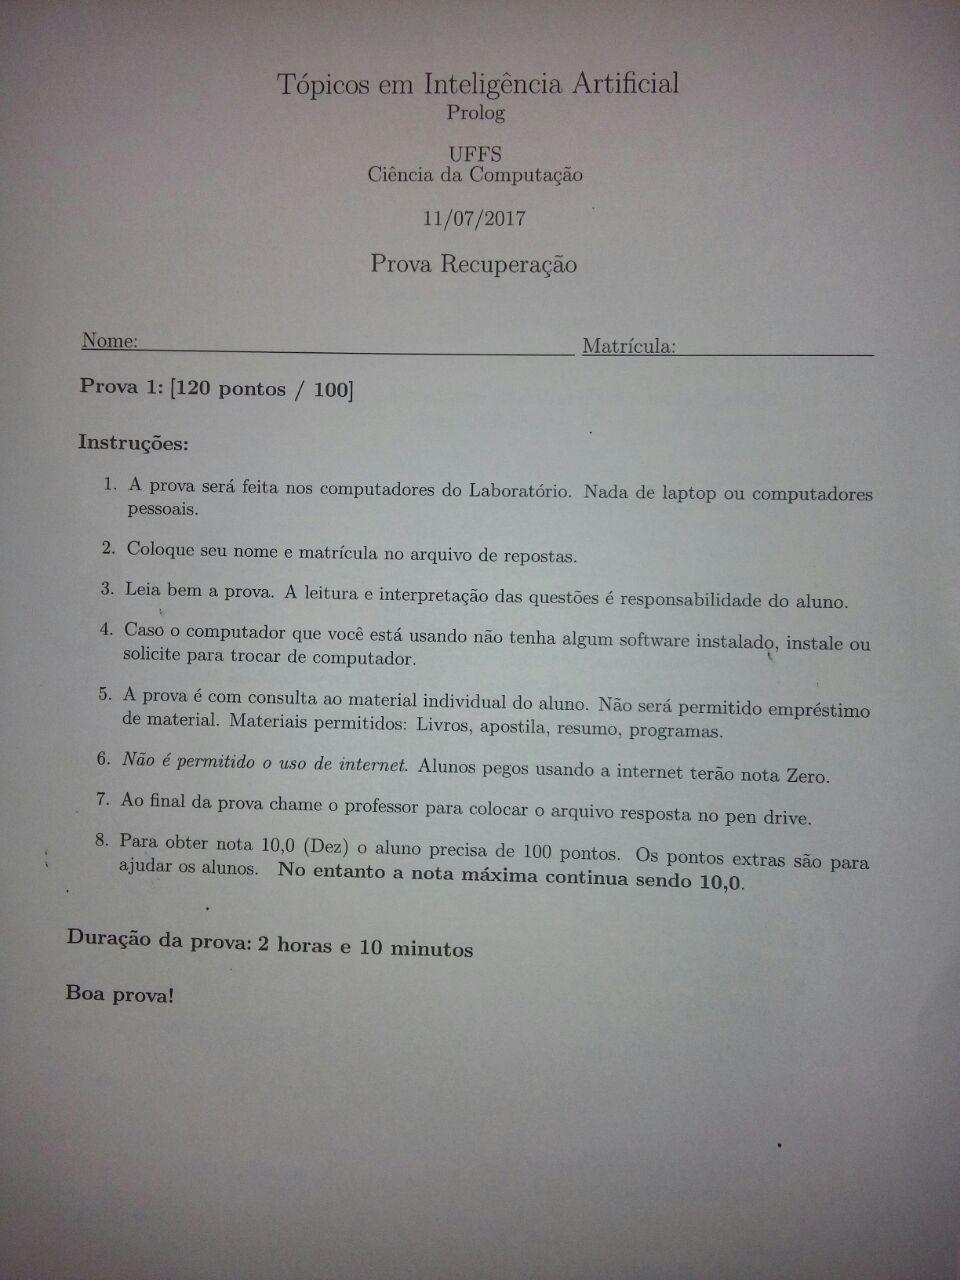 Tópicos em Inteligência Artificial
Prolog
UFFS
Ciência da Computação
11/07/2017
Prova Recuperação
Nome: Matrícula:
Prova 1: [120 pontos / 100]
Instruções:
1. A prova será feita nos computadores do Laboratório. Nada de laptop ou computadores
pessoais.
2. Coloque seu nome e matrícula no arquivo de repostas.
3. Leia bem a prova. A leitura e interpretação das questões é responsabilidade do aluno.
4. Caso o computador que você está usando não tenha algum software instalado, instale ou
solicite para trocar de computador.
5. A prova é com consulta ao material individual do aluno. Não será permitido empréstimo
de material. Materiais permitidos: Livros, apostila, resumo, programas.
6. Não é permitido o uso de internet. Alunos pegos usando a internet terão nota Zero.
7. Ao final da prova chame o professor para colocar o arquivo resposta no pen drive.
8. Para obter nota 10,0 (Dez) o aluno precisa de 100 pontos. Os pontos extras são para
ajudar os alunos. No entanto a nota máxima continua sendo 10,0.
Duração da prova: 2 horas e 10 minutos
Boa prova!